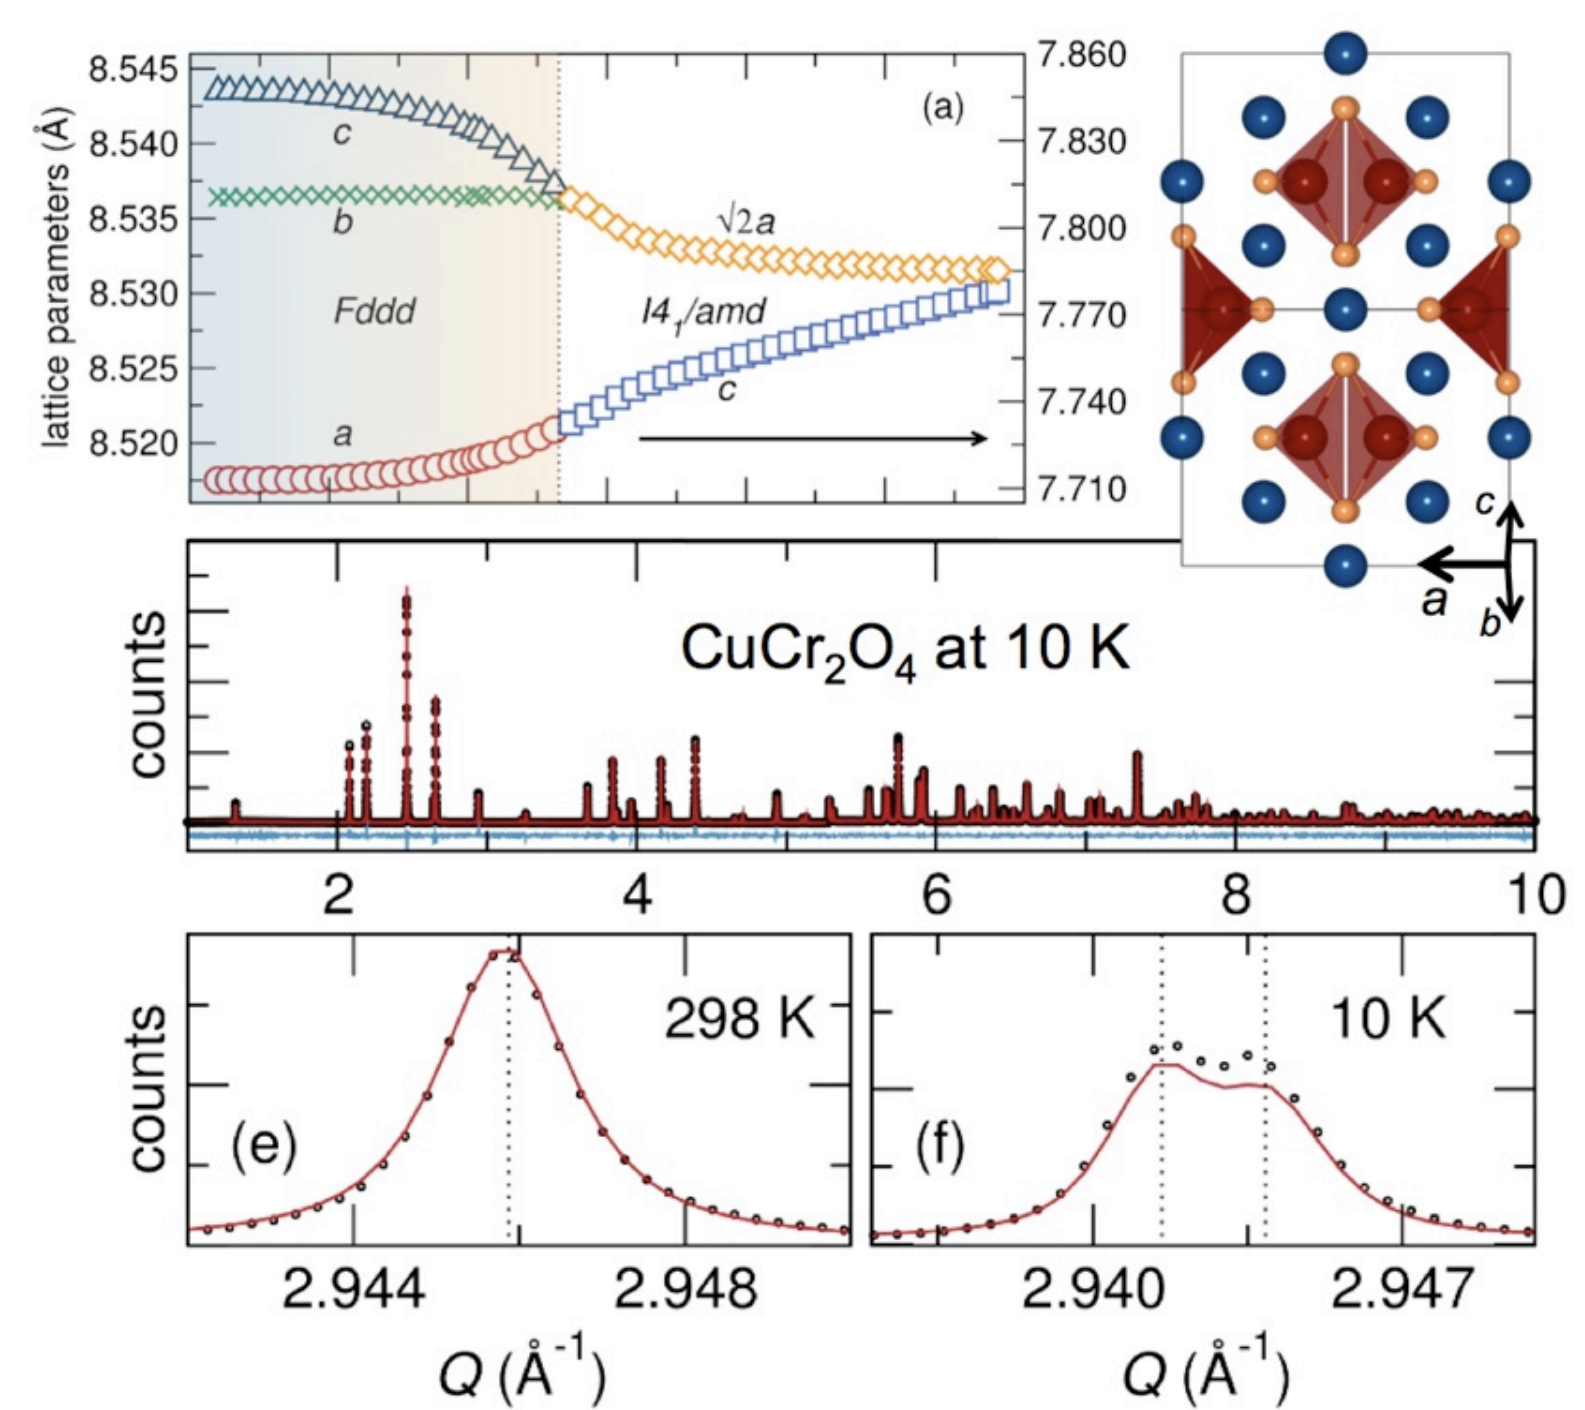 lattice parameters (Å)
8.545
8.540
8.535
8.530
8.525
8.520
c
b
Fddd
a
(a)
√2a
I4₁/amd
c
7.860
7.830
7.800
7.770
7.740
7.710
c
a
b
counts
CuCr₂O₄ at 10 K
2 4 6 8 10
counts
(e)
298 K
2.944 2.948
Q (Å⁻¹)
(f)
10 K
2.940 2.947
Q (Å⁻¹)